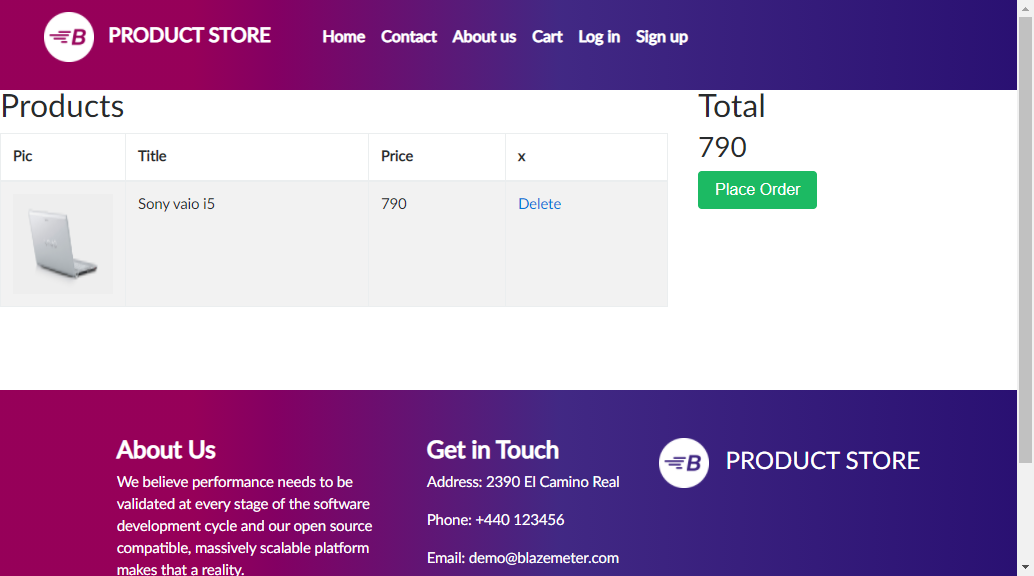 B PRODUCT STORE Home Contact About us Cart Log in Sign up
Products
Pic Title Price x
Sony vaio i5 790 Delete
Total
790
Place Order
About Us
We believe performance needs to be
validated at every stage of the software
development cycle and our open source
compatible, massively scalable platform
makes that a reality.
Get in Touch
Address: 2390 El Camino Real
Phone: +440 123456
Email: demo@blazemeter.com
B PRODUCT STORE